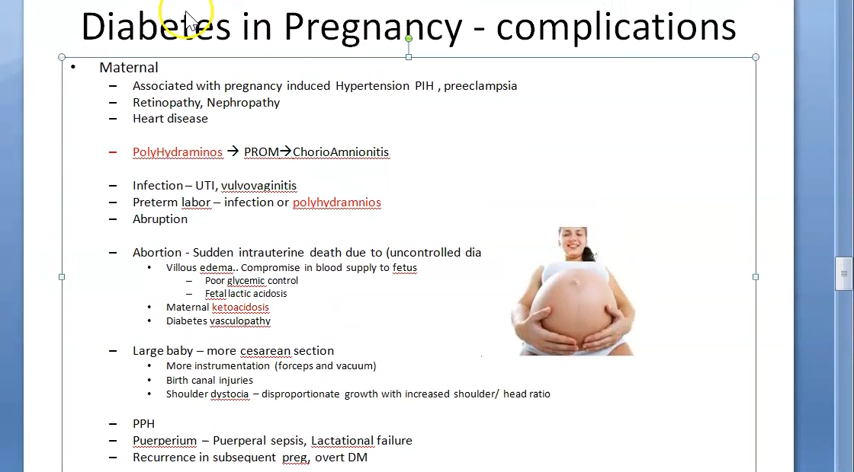 Diabetes in Pregnancy - complications
• Maternal
– Associated with pregnancy induced Hypertension PIH , preeclampsia
– Retinopathy, Nephropathy
– Heart disease
– PolyHydraminos → PROM→ChorioAmnionitis
– Infection – UTI, vulvovaginitis
– Preterm labor – infection or polyhydramnios
– Abruption
– Abortion - Sudden intrauterine death due to (uncontrolled dia
• Villous edema.. Compromise in blood supply to fetus
– Poor glycemic control
– Fetal lactic acidosis
• Maternal ketoacidosis
• Diabetes vasculopathy
– Large baby – more cesarean section
• More instrumentation (forceps and vacuum)
• Birth canal injuries
• Shoulder dystocia – disproportionate growth with increased shoulder/ head ratio
– PPH
– Puerperium – Puerperal sepsis, Lactational failure
– Recurrence in subsequent preg, overt DM